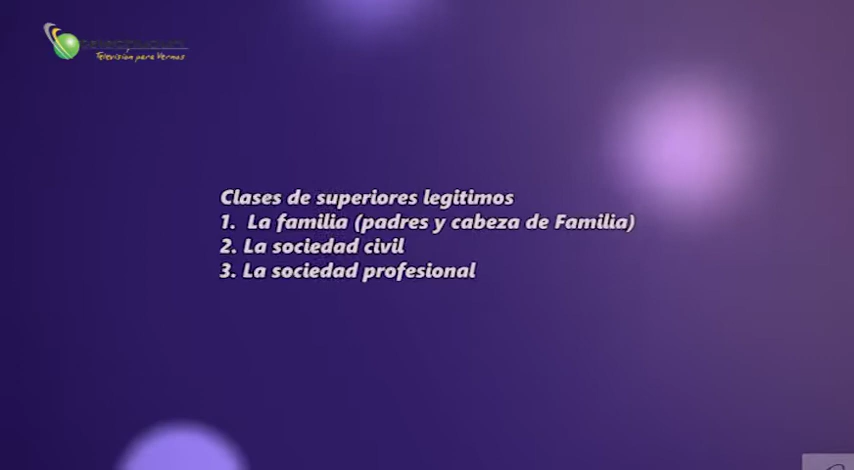 Televisión para Vernos
Clases de superiores legitimos
1. La familia (padres y cabeza de Familia)
2. La sociedad civil
3. La sociedad profesional